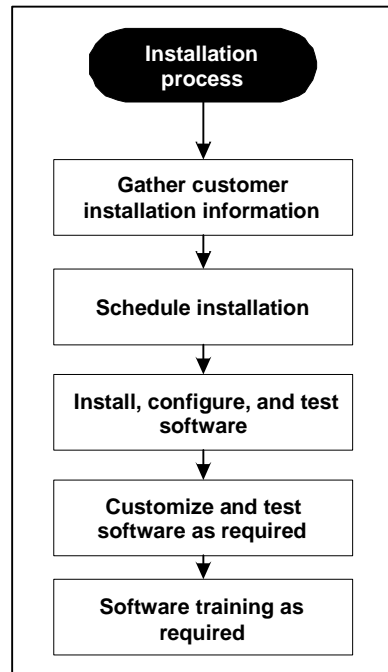 Installation
process
Gather customer
installation information
Schedule installation
Install, configure, and test
software
Customize and test
software as required
Software training as
required